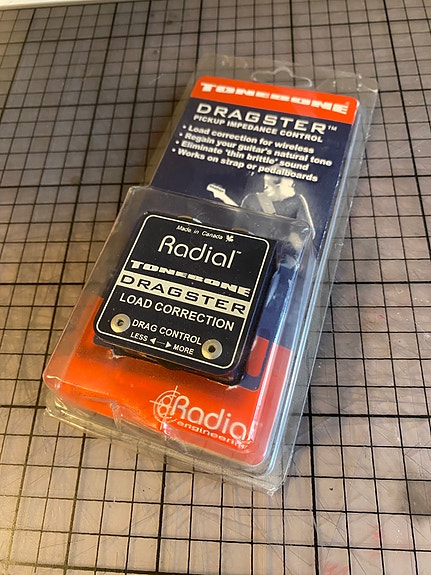 TONEBONE
DRAGSTER™
PICKUP IMPEDANCE CONTROL
• Load correction for wireless
• Regain your guitar's natural tone
• Eliminate 'thin brittle' sound
• Works on strap or pedalboards
Made in Canada
Radial™
TONEBONE
DRAGSTER
LOAD CORRECTION
DRAG CONTROL
LESS ◄—► MORE
Radial
engineering